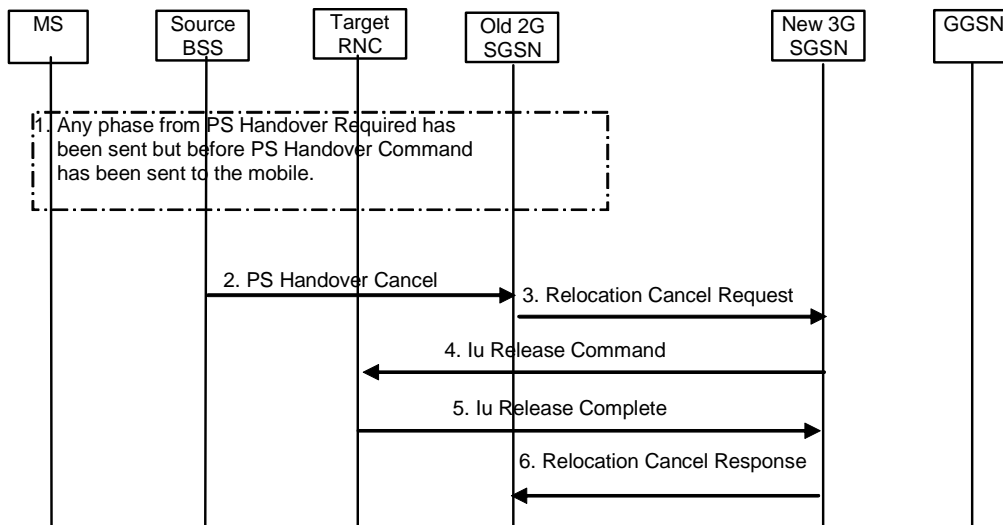 MS
Source
BSS
Target
RNC
Old 2G
SGSN
New 3G
SGSN
GGSN
1. Any phase from PS Handover Required has
been sent but before PS Handover Command
has been sent to the mobile.
2. PS Handover Cancel
3. Relocation Cancel Request
4. Iu Release Command
5. Iu Release Complete
6. Relocation Cancel Response